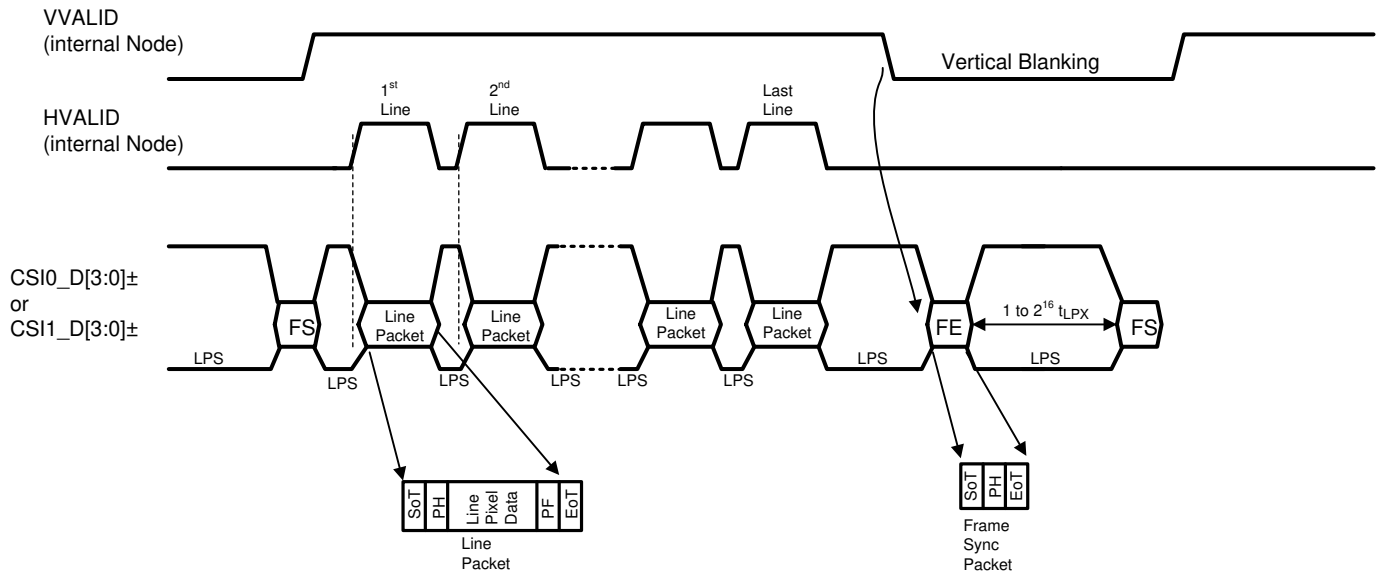 VVALID
(internal Node)
Vertical Blanking
HVALID
(internal Node)
1st
Line
2nd
Line
Last
Line
CSI0_D[3:0]±
or
CSI1_D[3:0]±
LPS
FS
LPS
Line
Packet
LPS
Line
Packet
LPS
LPS
Line
Packet
LPS
Line
Packet
LPS
FE
1 to 2^16 tLPX
LPS
FS
SoT
PH
Line
Pixel
Data
PF
EoT
Line
Packet
SoT
PH
EoT
Frame
Sync
Packet